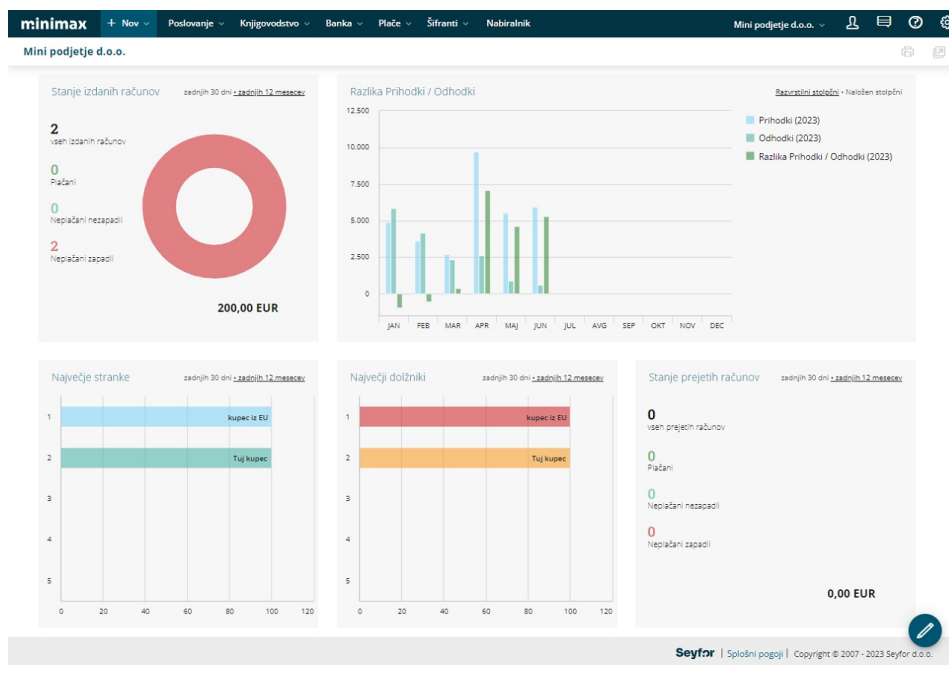 minimax + Nov Poslovanje Knjigovodstvo Banka Plače Šifranti Nabiralnik Mini podjetje d.o.o.
Mini podjetje d.o.o.
Stanje izdanih računov zadnjih 30 dni • zadnjih 12 mesecev
2
vseh izdanih računov
0
Plačani
0
Neplačani nezapadli
2
Neplačani zapadli
200,00 EUR
Razlika Prihodki / Odhodki Razvrstilni stolpčni • Naložen stolpčni
12.500
10.000
7.500
5.000
2.500
0
JAN FEB MAR APR MAJ JUN JUL AVG SEP OKT NOV DEC
Prihodki (2023)
Odhodki (2023)
Razlika Prihodki / Odhodki (2023)
Največje stranke zadnjih 30 dni • zadnjih 12 mesecev
1 kupec iz EU
2 Tuj kupec
3
4
5
0 20 40 60 80 100 120
Največji dolžniki zadnjih 30 dni • zadnjih 12 mesecev
1 kupec iz EU
2 Tuj kupec
3
4
5
0 20 40 60 80 100 120
Stanje prejetih računov zadnjih 30 dni • zadnjih 12 mesecev
0
vseh prejetih računov
0
Plačani
0
Neplačani nezapadli
0
Neplačani zapadli
0,00 EUR
Seyfor | Splošni pogoji | Copyright © 2007 - 2023 Seyfor d.o.o.